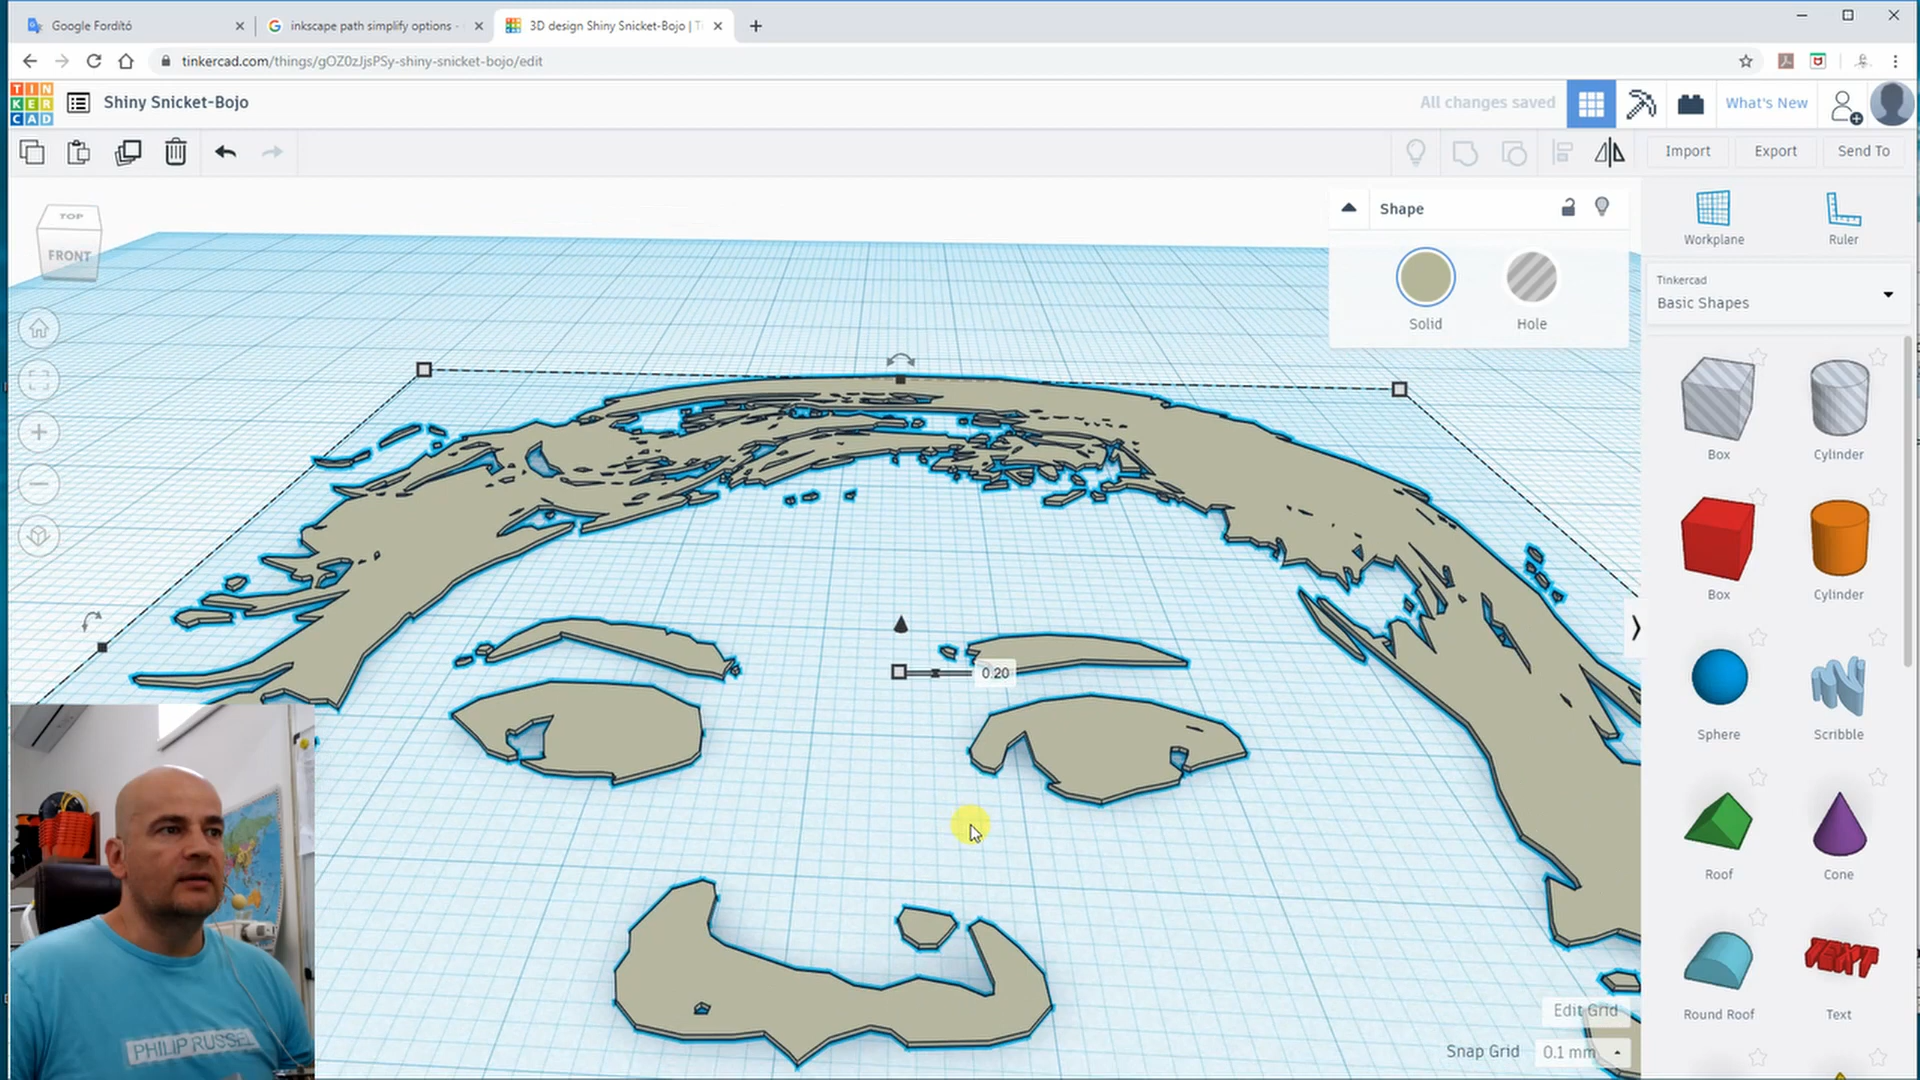 Google Fordító
inkscape path simplify options -
3D design Shiny Snicket-Bojo | T
tinkercad.com/things/gOZ0zJjsPSy-shiny-snicket-bojo/edit
TIN
KER
CAD
Shiny Snicket-Bojo
All changes saved
What's New
Import
Export
Send To
TOP
FRONT
Shape
Solid
Hole
Workplane
Ruler
Tinkercad
Basic Shapes
Box
Cylinder
Box
Cylinder
0.20
Sphere
Scribble
Roof
Cone
TEXT
Round Roof
Text
Edit Grid
Snap Grid
0.1 mm
PHILIP RUSSEL